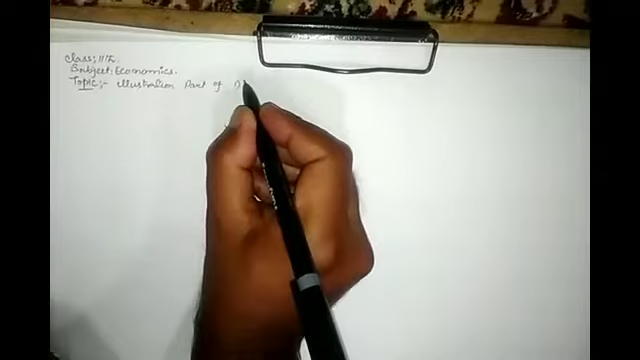 Class; 11th
Subject: Economics.
Topic:- Illustration Part of